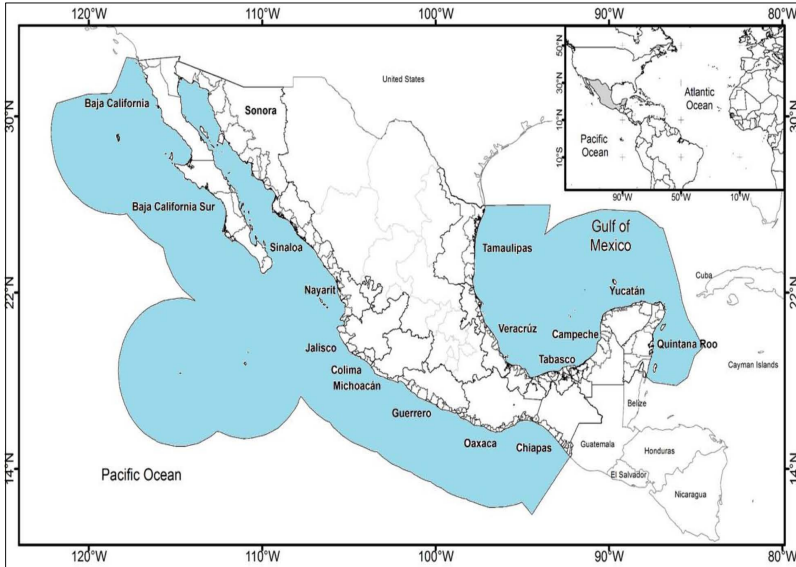 120°W
110°W
100°W
90°W
80°W
30°N
22°N
14°N
30°N
22°N
14°N
120°W
110°W
100°W
90°W
80°W
United States
Baja California
Sonora
Baja California Sur
Sinaloa
Nayarit
Jalisco
Colima
Michoacán
Guerrero
Oaxaca
Chiapas
Tamaulipas
Veracrúz
Tabasco
Campeche
Yucatán
Quintana Roo
Gulf of
Mexico
Cuba
Cayman Islands
Belize
Guatemala
Honduras
El Salvador
Nicaragua
Pacific Ocean
50°N
30°N
10°N
10°S
Atlantic
Ocean
Pacific
Ocean
90°W
50°W
10°W